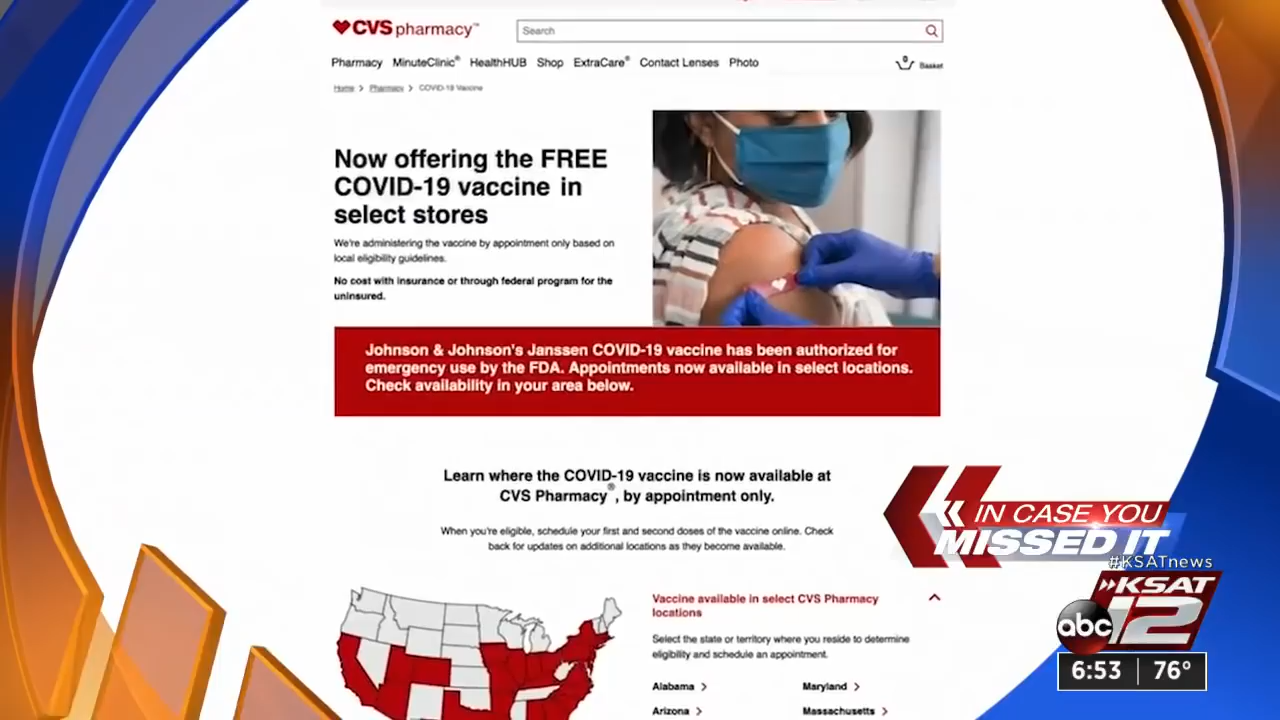 CVS pharmacy™
Search
Pharmacy MinuteClinic® HealthHUB Shop ExtraCare® Contact Lenses Photo
0 Basket
Home > Pharmacy > COVID-19 Vaccine
Now offering the FREE
COVID-19 vaccine in
select stores
We're administering the vaccine by appointment only based on
local eligibility guidelines.
No cost with insurance or through federal program for the
uninsured.
Johnson & Johnson's Janssen COVID-19 vaccine has been authorized for
emergency use by the FDA. Appointments now available in select locations.
Check availability in your area below.
Learn where the COVID-19 vaccine is now available at
CVS Pharmacy®, by appointment only.
When you're eligible, schedule your first and second doses of the vaccine online. Check
back for updates on additional locations as they become available.
Vaccine available in select CVS Pharmacy
locations
Select the state or territory where you reside to determine
eligibility and schedule an appointment.
Alabama > Maryland >
Arizona > Massachusetts >
IN CASE YOU
MISSED IT
#KSATnews
KSAT
abc 12
6:53 76°